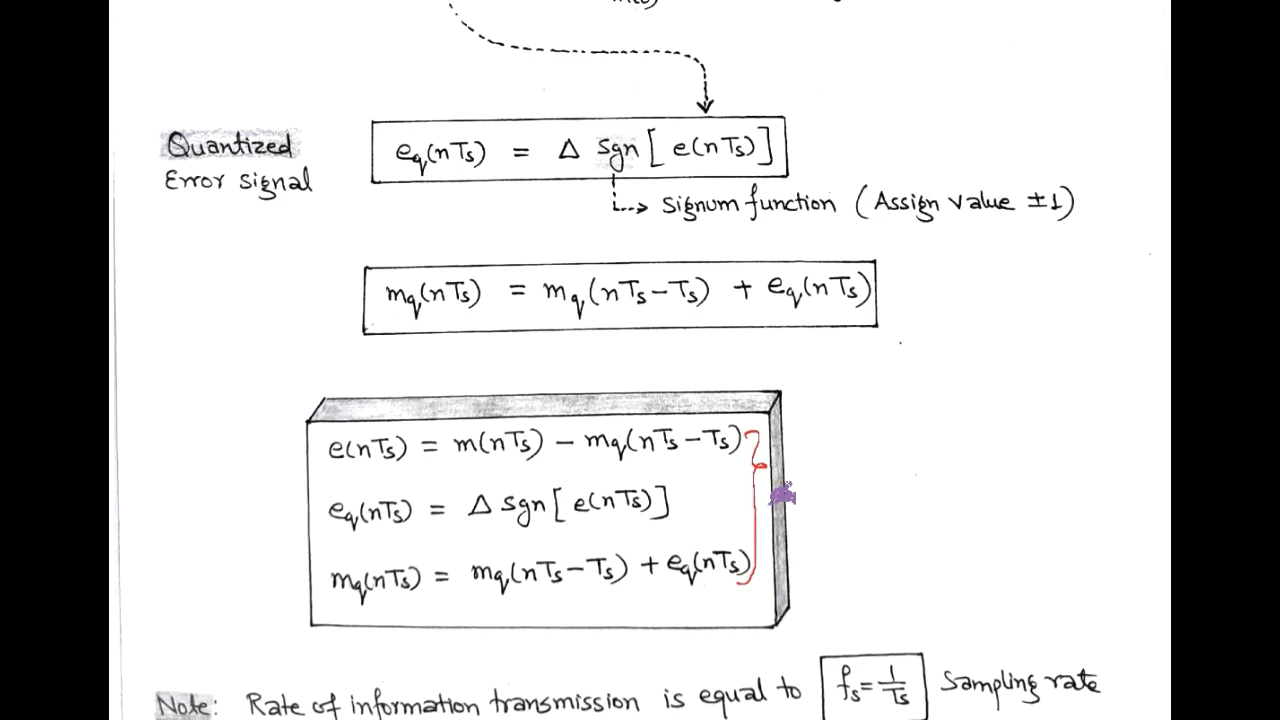 Quantized
Error signal
eq(nTs) = Δ sgn [ e(nTs) ]
Signum function (Assign value ±1)
mq(nTs) = mq(nTs-Ts) + eq(nTs)
e(nTs) = m(nTs) - mq(nTs-Ts)
eq(nTs) = Δ sgn [ e(nTs) ]
mq(nTs) = mq(nTs-Ts) + eq(nTs)
Note: Rate of information transmission is equal to fs = 1/Ts Sampling rate